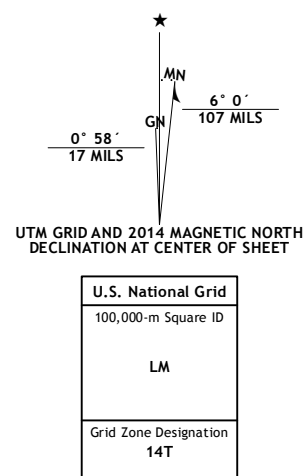 MN
6° 0´
107 MILS
GN
0° 58´
17 MILS
UTM GRID AND 2014 MAGNETIC NORTH
DECLINATION AT CENTER OF SHEET
U.S. National Grid
100,000-m Square ID
LM
Grid Zone Designation
14T